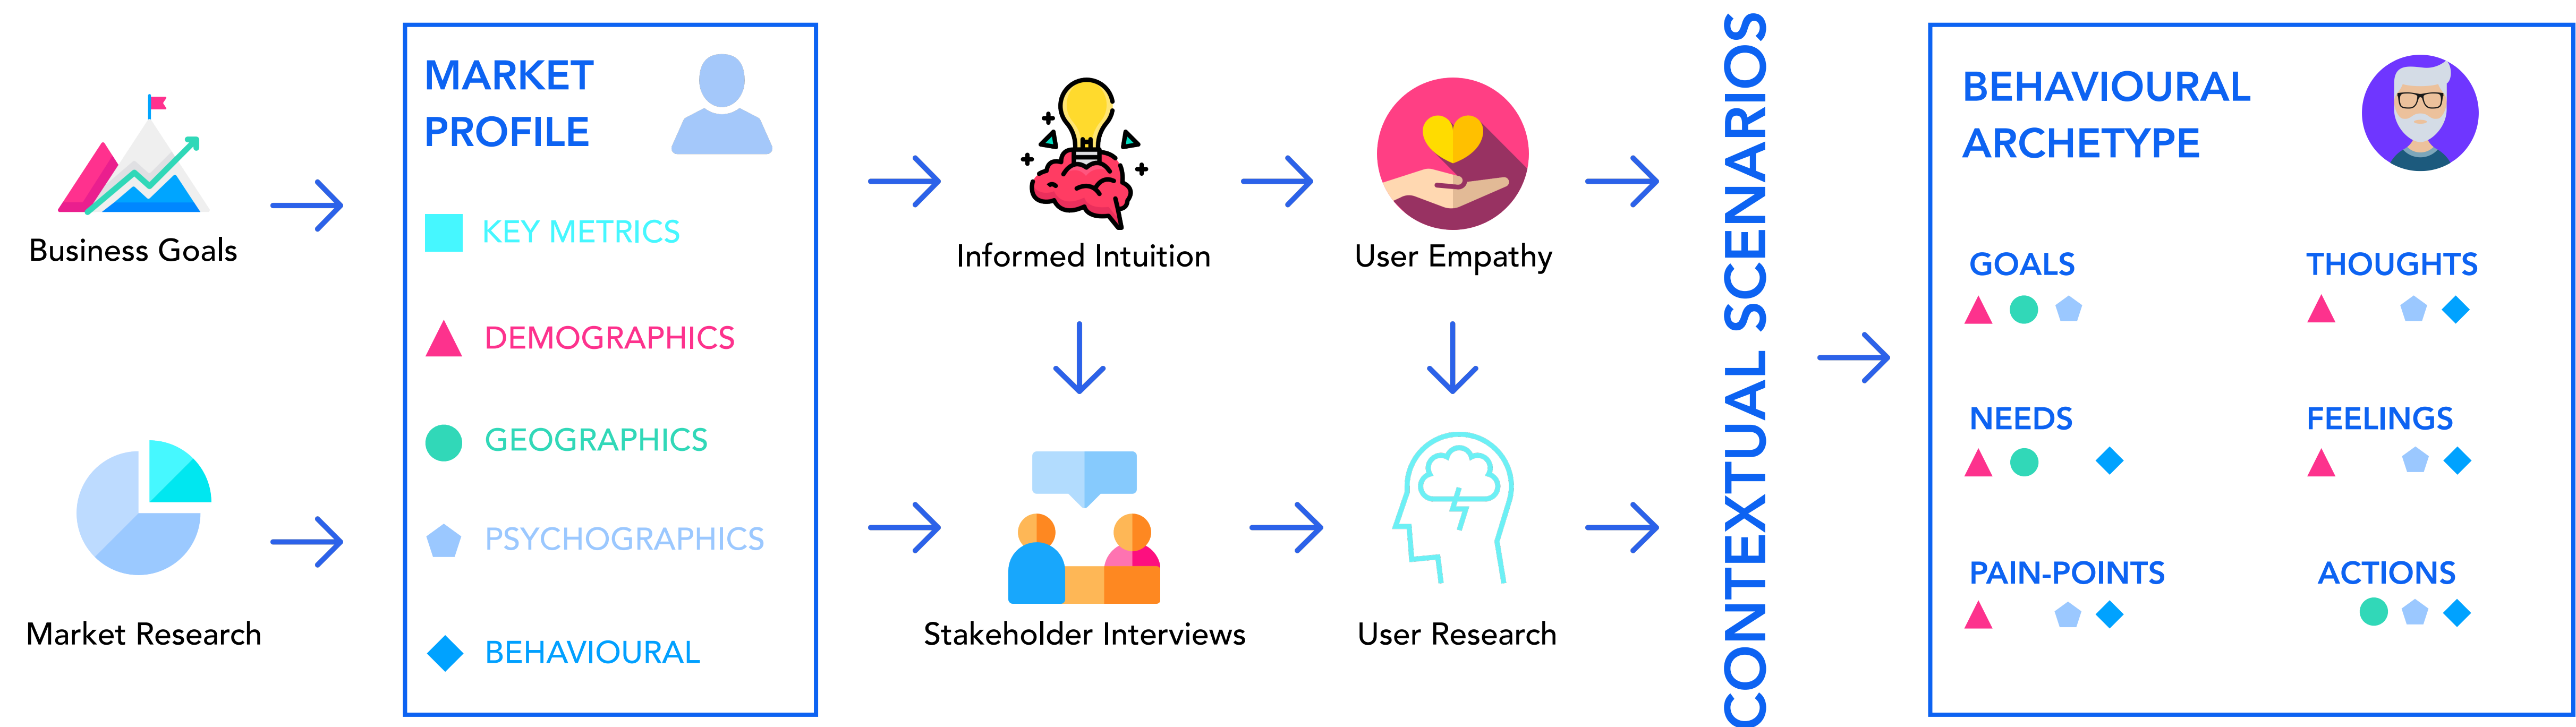 Business Goals
Market Research
MARKET
PROFILE
KEY METRICS
DEMOGRAPHICS
GEOGRAPHICS
PSYCHOGRAPHICS
BEHAVIOURAL
Informed Intuition
User Empathy
Stakeholder Interviews
User Research
CONTEXTUAL SCENARIOS
BEHAVIOURAL
ARCHETYPE
GOALS
THOUGHTS
NEEDS
FEELINGS
PAIN-POINTS
ACTIONS